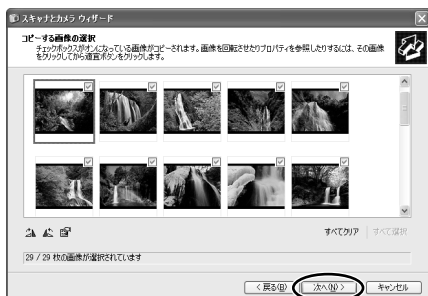 スキャナとカメラ ウィザード
コピーする画像の選択
チェックボックスがオンになっている画像がコピーされます。画像を回転させたりプロパティを参照したりするには、その画像
をクリックしてから適宜ボタンをクリックします。
すべてクリア すべて選択
29 / 29 枚の画像が選択されています
< 戻る(B) 次へ(N) > キャンセル